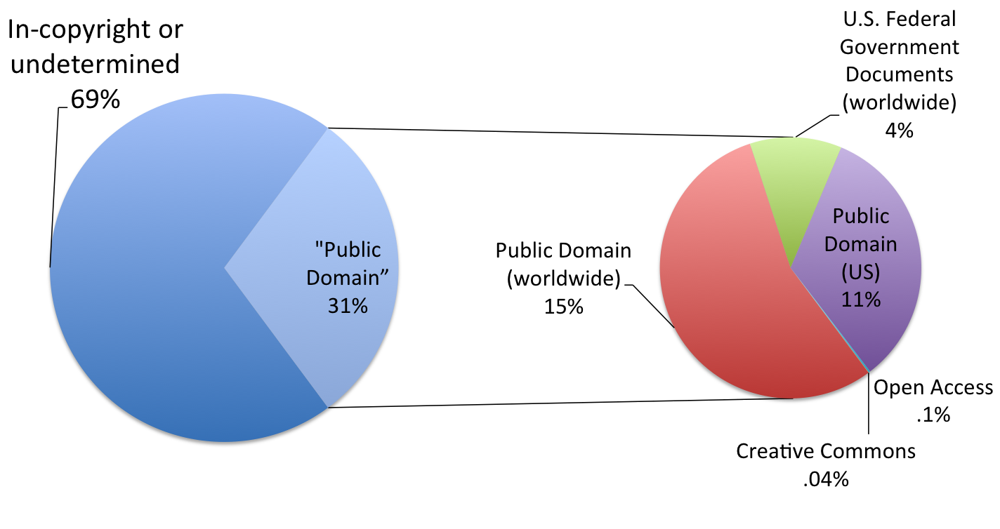 In-copyright or
undetermined
69%
"Public
Domain”
31%
U.S. Federal
Government
Documents
(worldwide)
4%
Public Domain
(worldwide)
15%
Public
Domain
(US)
11%
Open Access
.1%
Creative Commons
.04%